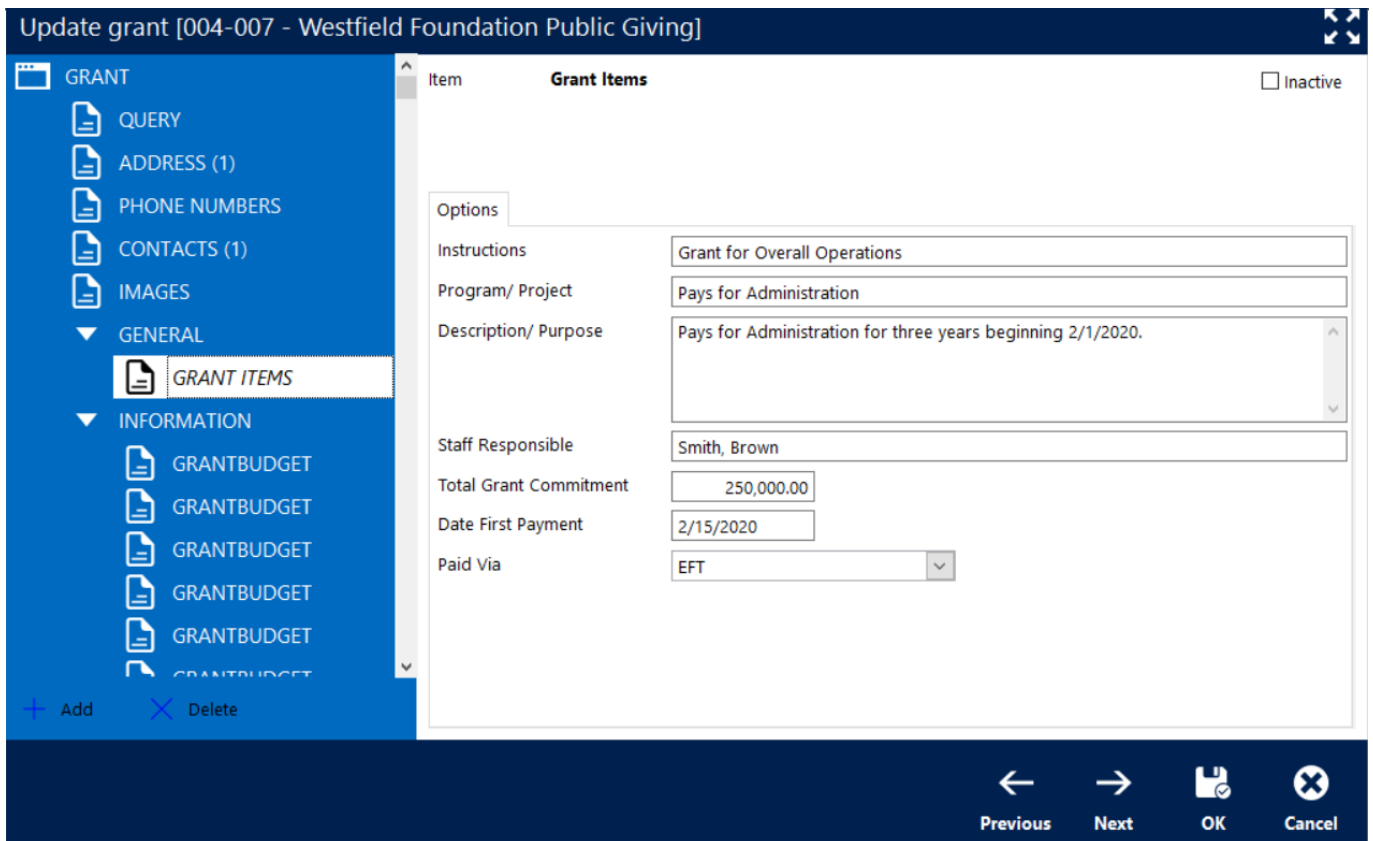 Update grant [004-007 - Westfield Foundation Public Giving]
GRANT
QUERY
ADDRESS (1)
PHONE NUMBERS
CONTACTS (1)
IMAGES
GENERAL
GRANT ITEMS
INFORMATION
GRANTBUDGET
GRANTBUDGET
GRANTBUDGET
GRANTBUDGET
GRANTBUDGET
GRANTBUDGET
Add Delete
Item Grant Items Inactive
Options
Instructions Grant for Overall Operations
Program/ Project Pays for Administration
Description/ Purpose Pays for Administration for three years beginning 2/1/2020.
Staff Responsible Smith, Brown
Total Grant Commitment 250,000.00
Date First Payment 2/15/2020
Paid Via EFT
Previous Next OK Cancel